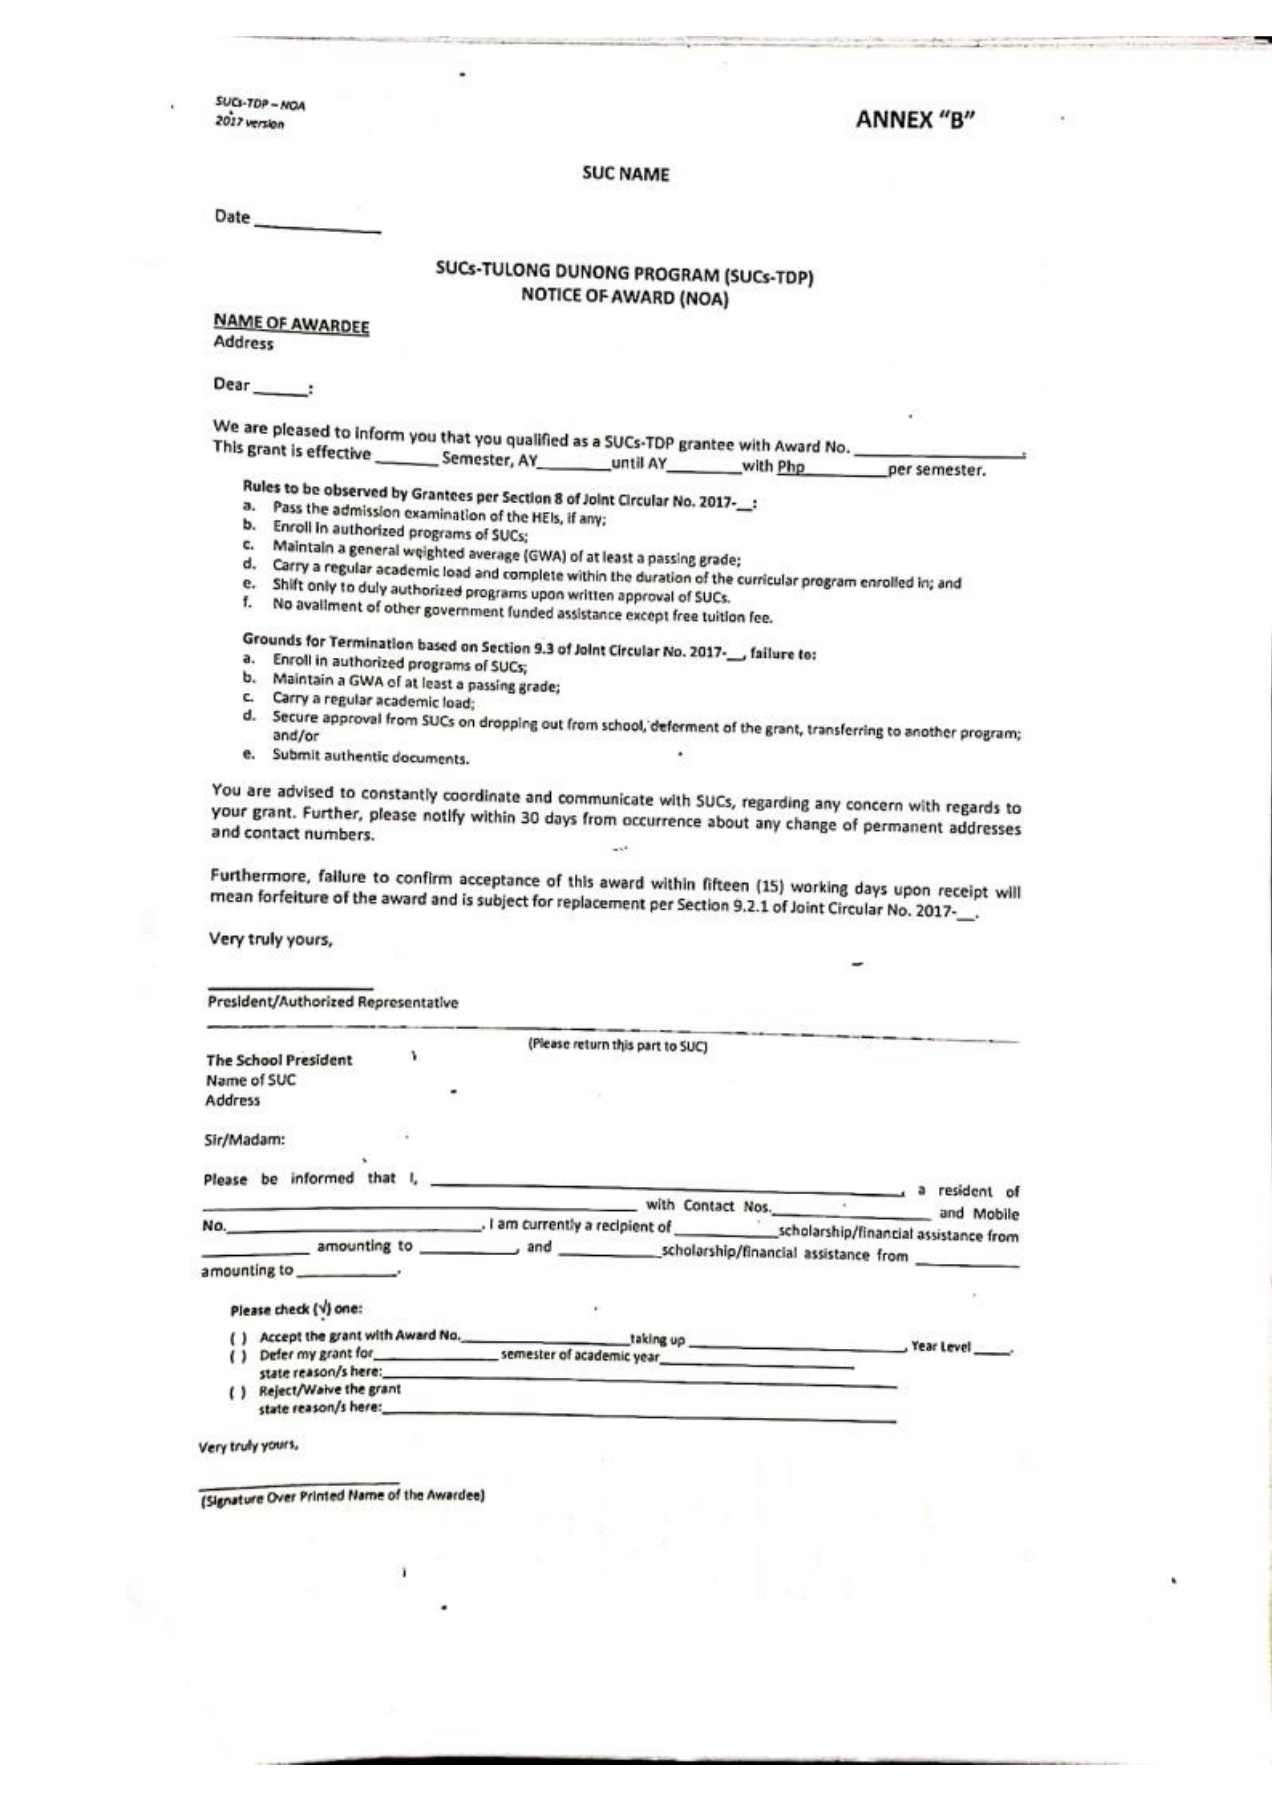 SUCs-TDP – NOA
2017 version
ANNEX “B”
SUC NAME
Date ____________
SUCs-TULONG DUNONG PROGRAM (SUCs-TDP)
NOTICE OF AWARD (NOA)
NAME OF AWARDEE
Address
Dear ______:
We are pleased to inform you that you qualified as a SUCs-TDP grantee with Award No. ________________.
This grant is effective ______ Semester, AY_______until AY_______with Php________per semester.
Rules to be observed by Grantees per Section 8 of Joint Circular No. 2017-__:
a. Pass the admission examination of the HEIs, if any;
b. Enroll in authorized programs of SUCs;
c. Maintain a general weighted average (GWA) of at least a passing grade;
d. Carry a regular academic load and complete within the duration of the curricular program enrolled in; and
e. Shift only to duly authorized programs upon written approval of SUCs.
f. No availment of other government funded assistance except free tuition fee.
Grounds for Termination based on Section 9.3 of Joint Circular No. 2017-__, failure to:
a. Enroll in authorized programs of SUCs;
b. Maintain a GWA of at least a passing grade;
c. Carry a regular academic load;
d. Secure approval from SUCs on dropping out from school, deferment of the grant, transferring to another program;
and/or
e. Submit authentic documents.
You are advised to constantly coordinate and communicate with SUCs, regarding any concern with regards to
your grant. Further, please notify within 30 days from occurrence about any change of permanent addresses
and contact numbers.
Furthermore, failure to confirm acceptance of this award within fifteen (15) working days upon receipt will
mean forfeiture of the award and is subject for replacement per Section 9.2.1 of Joint Circular No. 2017-__.
Very truly yours,
President/Authorized Representative
(Please return this part to SUC)
The School President
Name of SUC
Address
Sir/Madam:
Please be informed that I, ______________________________, a resident of
______________________________ with Contact Nos.______________ and Mobile
No.______________________. I am currently a recipient of _________scholarship/financial assistance from
__________ amounting to _________, and _________scholarship/financial assistance from __________
amounting to _________.
Please check (√) one:
( ) Accept the grant with Award No.________________taking up ____________________, Year Level ____.
( ) Defer my grant for____________ semester of academic year__________________
state reason/s here:______________________________
( ) Reject/Waive the grant
state reason/s here:______________________________
Very truly yours,
(Signature Over Printed Name of the Awardee)